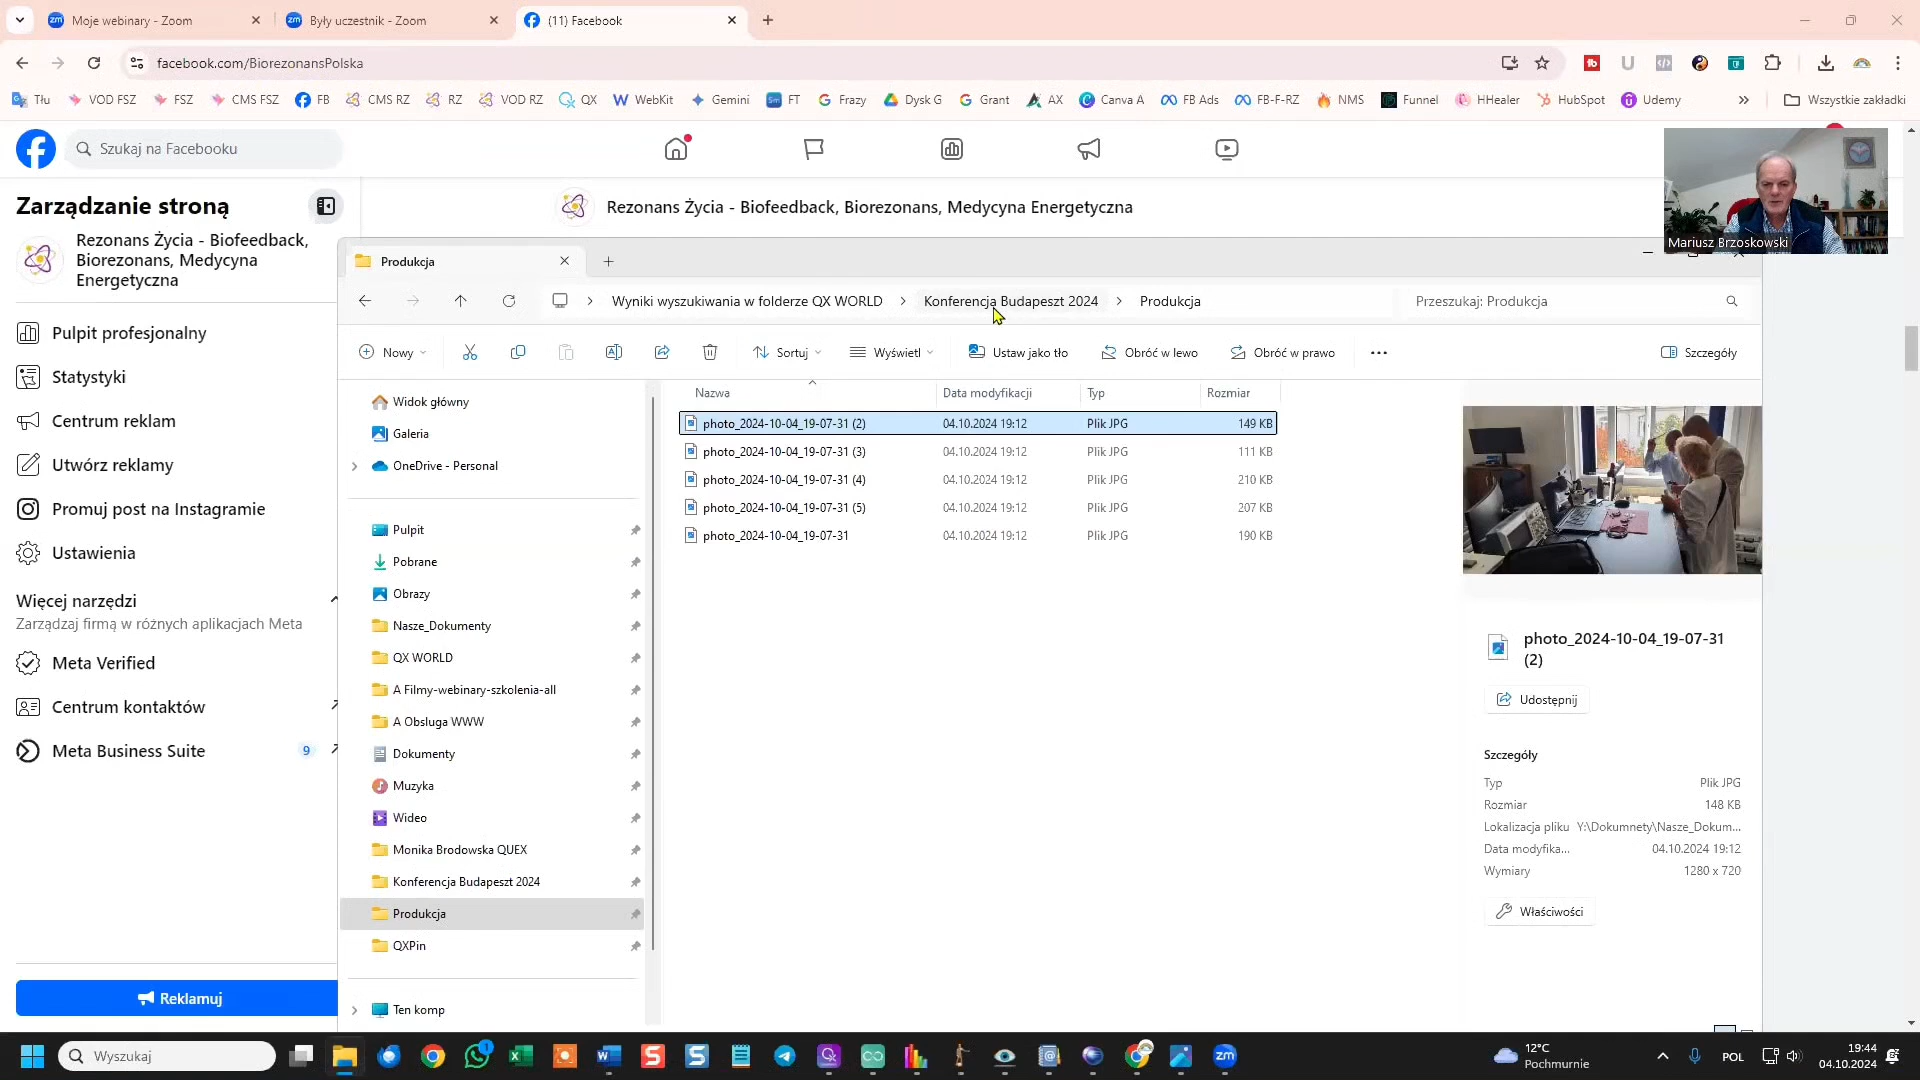 Moje webinary - Zoom
Były uczestnik - Zoom
(11) Facebook
facebook.com/BiorezonansPolska
Tłu
VOD FSZ
FSZ
CMS FSZ
FB
CMS RZ
RZ
VOD RZ
QX
WebKit
Gemini
FT
Frazy
Dysk G
Grant
AX
Canva A
FB Ads
FB-F-RZ
NMS
Funnel
HHealer
HubSpot
Udemy
Wszystkie zakładki
Szukaj na Facebooku
Zarządzanie stroną
Rezonans Życia - Biofeedback,
Biorezonans, Medycyna
Energetyczna
Rezonans Życia - Biofeedback, Biorezonans, Medycyna Energetyczna
Mariusz Brzoskowski
Pulpit profesjonalny
Statystyki
Centrum reklam
Utwórz reklamy
Promuj post na Instagramie
Ustawienia
Więcej narzędzi
Zarządzaj firmą w różnych aplikacjach Meta
Meta Verified
Centrum kontaktów
Meta Business Suite
9
Reklamuj
Produkcja
Wyniki wyszukiwania w folderze QX WORLD
Konferencja Budapeszt 2024
Produkcja
Przeszukaj: Produkcja
Nowy
Sortuj
Wyświetl
Ustaw jako tło
Obróć w lewo
Obróć w prawo
Szczegóły
Widok główny
Galeria
OneDrive - Personal
Pulpit
Pobrane
Obrazy
Nasze_Dokumenty
QX WORLD
A Filmy-webinary-szkolenia-all
A Obsluga WWW
Dokumenty
Muzyka
Wideo
Monika Brodowska QUEX
Konferencja Budapeszt 2024
Produkcja
QXPin
Ten komp
Nazwa Data modyfikacji Typ Rozmiar
photo_2024-10-04_19-07-31 (2) 04.10.2024 19:12 Plik JPG 149 KB
photo_2024-10-04_19-07-31 (3) 04.10.2024 19:12 Plik JPG 111 KB
photo_2024-10-04_19-07-31 (4) 04.10.2024 19:12 Plik JPG 210 KB
photo_2024-10-04_19-07-31 (5) 04.10.2024 19:12 Plik JPG 207 KB
photo_2024-10-04_19-07-31 04.10.2024 19:12 Plik JPG 190 KB
photo_2024-10-04_19-07-31
(2)
Udostępnij
Szczegóły
Typ Plik JPG
Rozmiar 148 KB
Lokalizacja pliku Y:\Dokumnety\Nasze_Dokum...
Data modyfika... 04.10.2024 19:12
Wymiary 1280 x 720
Właściwości
Wyszukaj
12°C
Pochmurnie
POL
19:44
04.10.2024